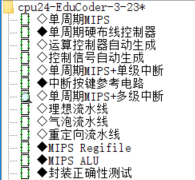 cpu24-EduCoder-3-23*
◇单周期MIPS
◆单周期硬布线控制器
◇运算控制器自动生成
◇控制信号自动生成
◇单周期MIPS+单级中断
◆中断按键参考电路
◇单周期MIPS+多级中断
◇理想流水线
◇气泡流水线
◇重定向流水线
◆MIPS Regifile
◆MIPS ALU
◆封装正确性测试